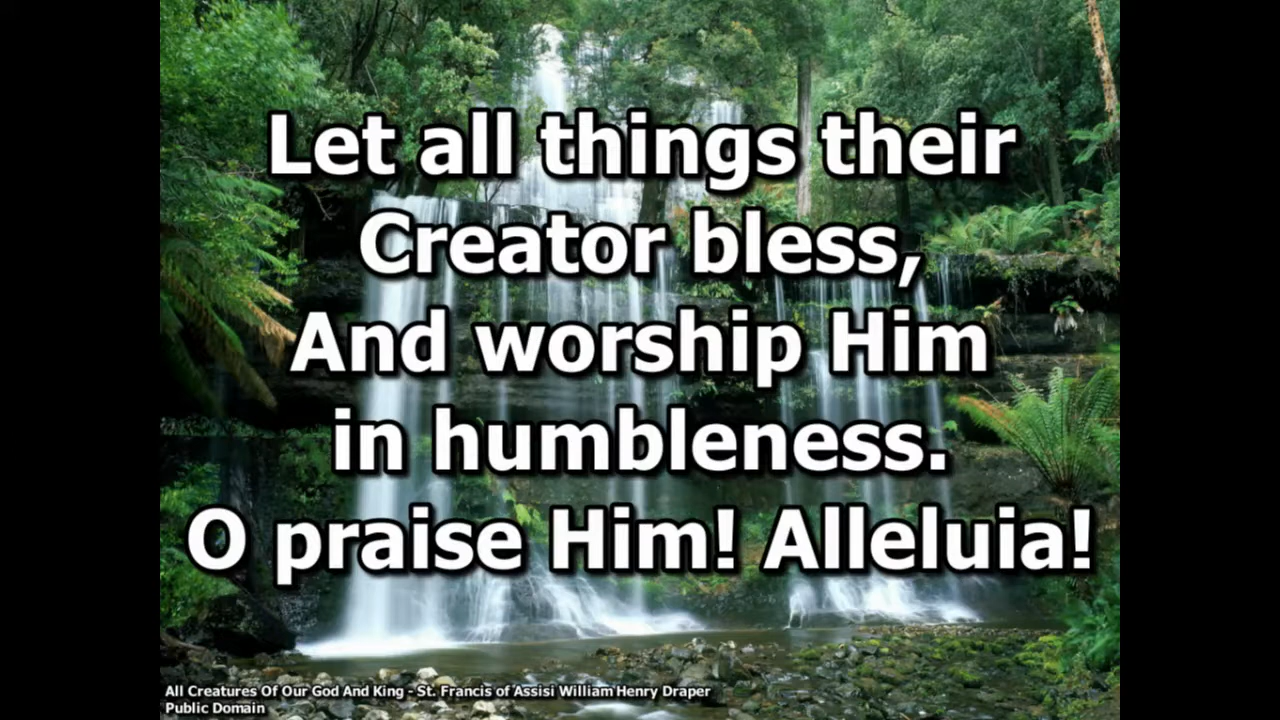 Let all things their
Creator bless,
And worship Him
in humbleness.
O praise Him! Alleluia!
All Creatures Of Our God And King - St. Francis of Assisi William Henry Draper
Public Domain